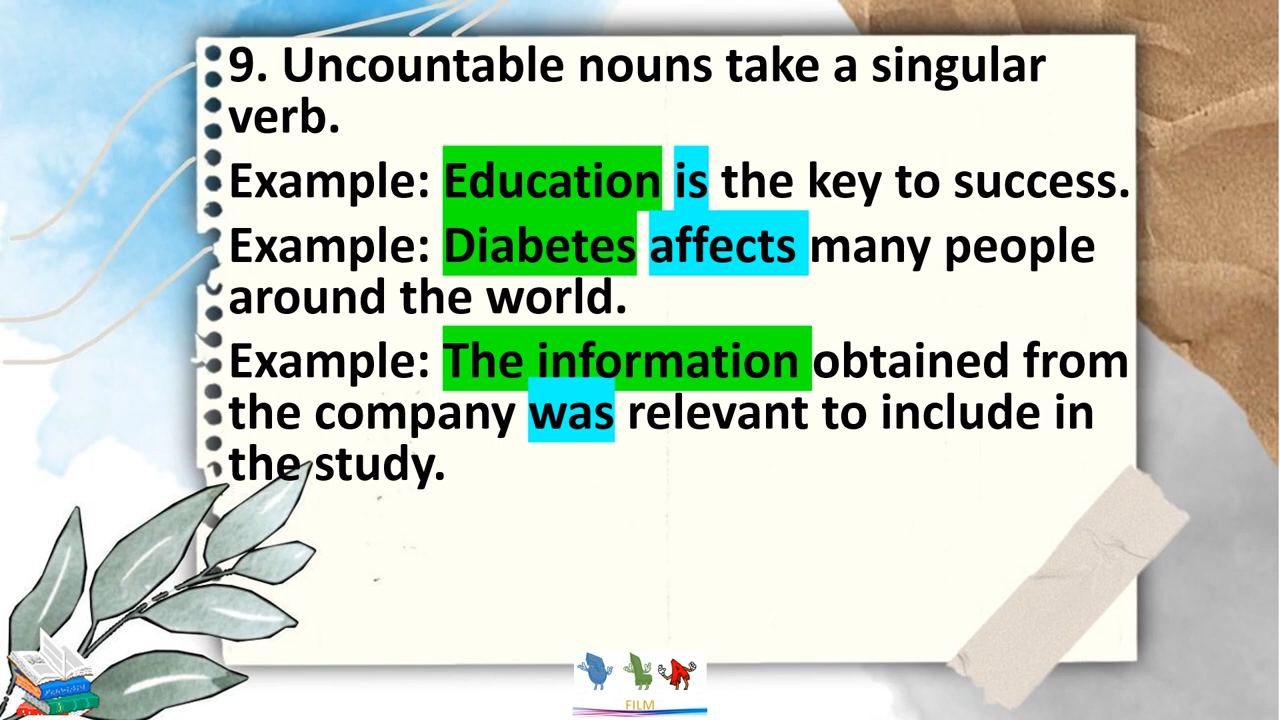 9. Uncountable nouns take a singular
verb.
Example: Education is the key to success.
Example: Diabetes affects many people
around the world.
Example: The information obtained from
the company was relevant to include in
the study.
FILM